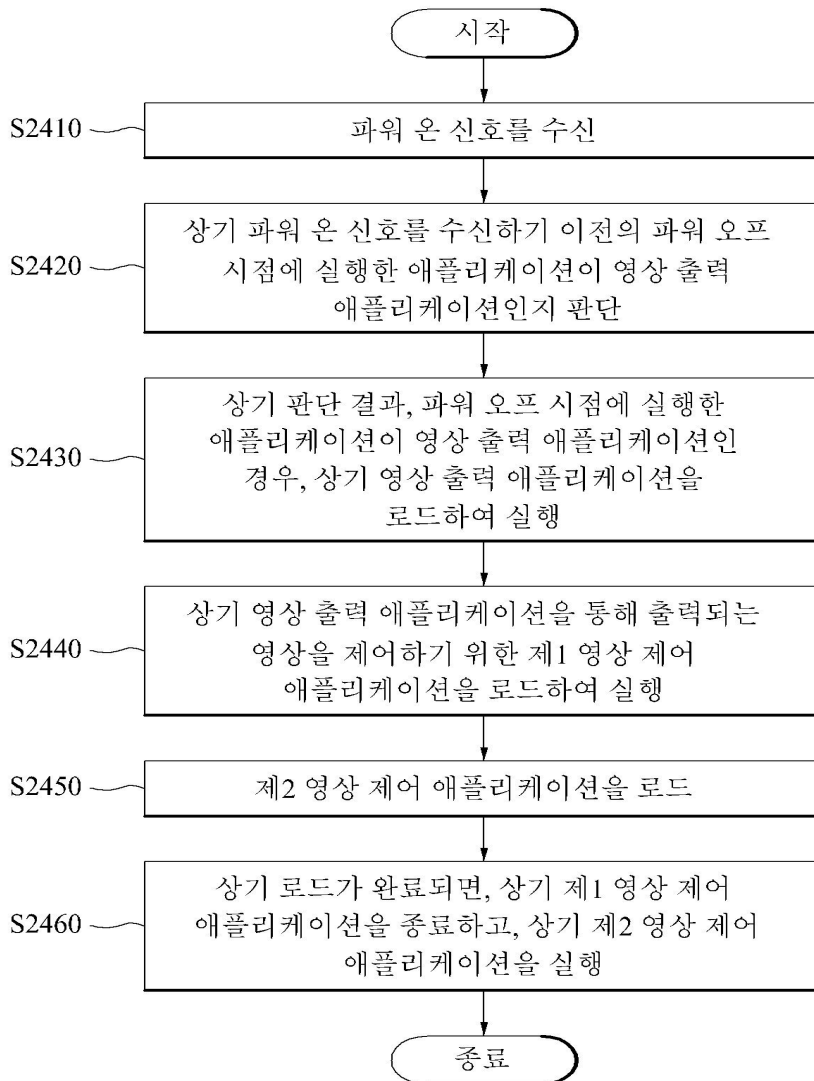 시작
S2410
파워 온 신호를 수신
S2420
상기 파워 온 신호를 수신하기 이전의 파워 오프
시점에 실행한 애플리케이션이 영상 출력
애플리케이션인지 판단
S2430
상기 판단 결과, 파워 오프 시점에 실행한
애플리케이션이 영상 출력 애플리케이션인
경우, 상기 영상 출력 애플리케이션을
로드하여 실행
S2440
상기 영상 출력 애플리케이션을 통해 출력되는
영상을 제어하기 위한 제1 영상 제어
애플리케이션을 로드하여 실행
S2450
제2 영상 제어 애플리케이션을 로드
S2460
상기 로드가 완료되면, 상기 제1 영상 제어
애플리케이션을 종료하고, 상기 제2 영상 제어
애플리케이션을 실행
종료